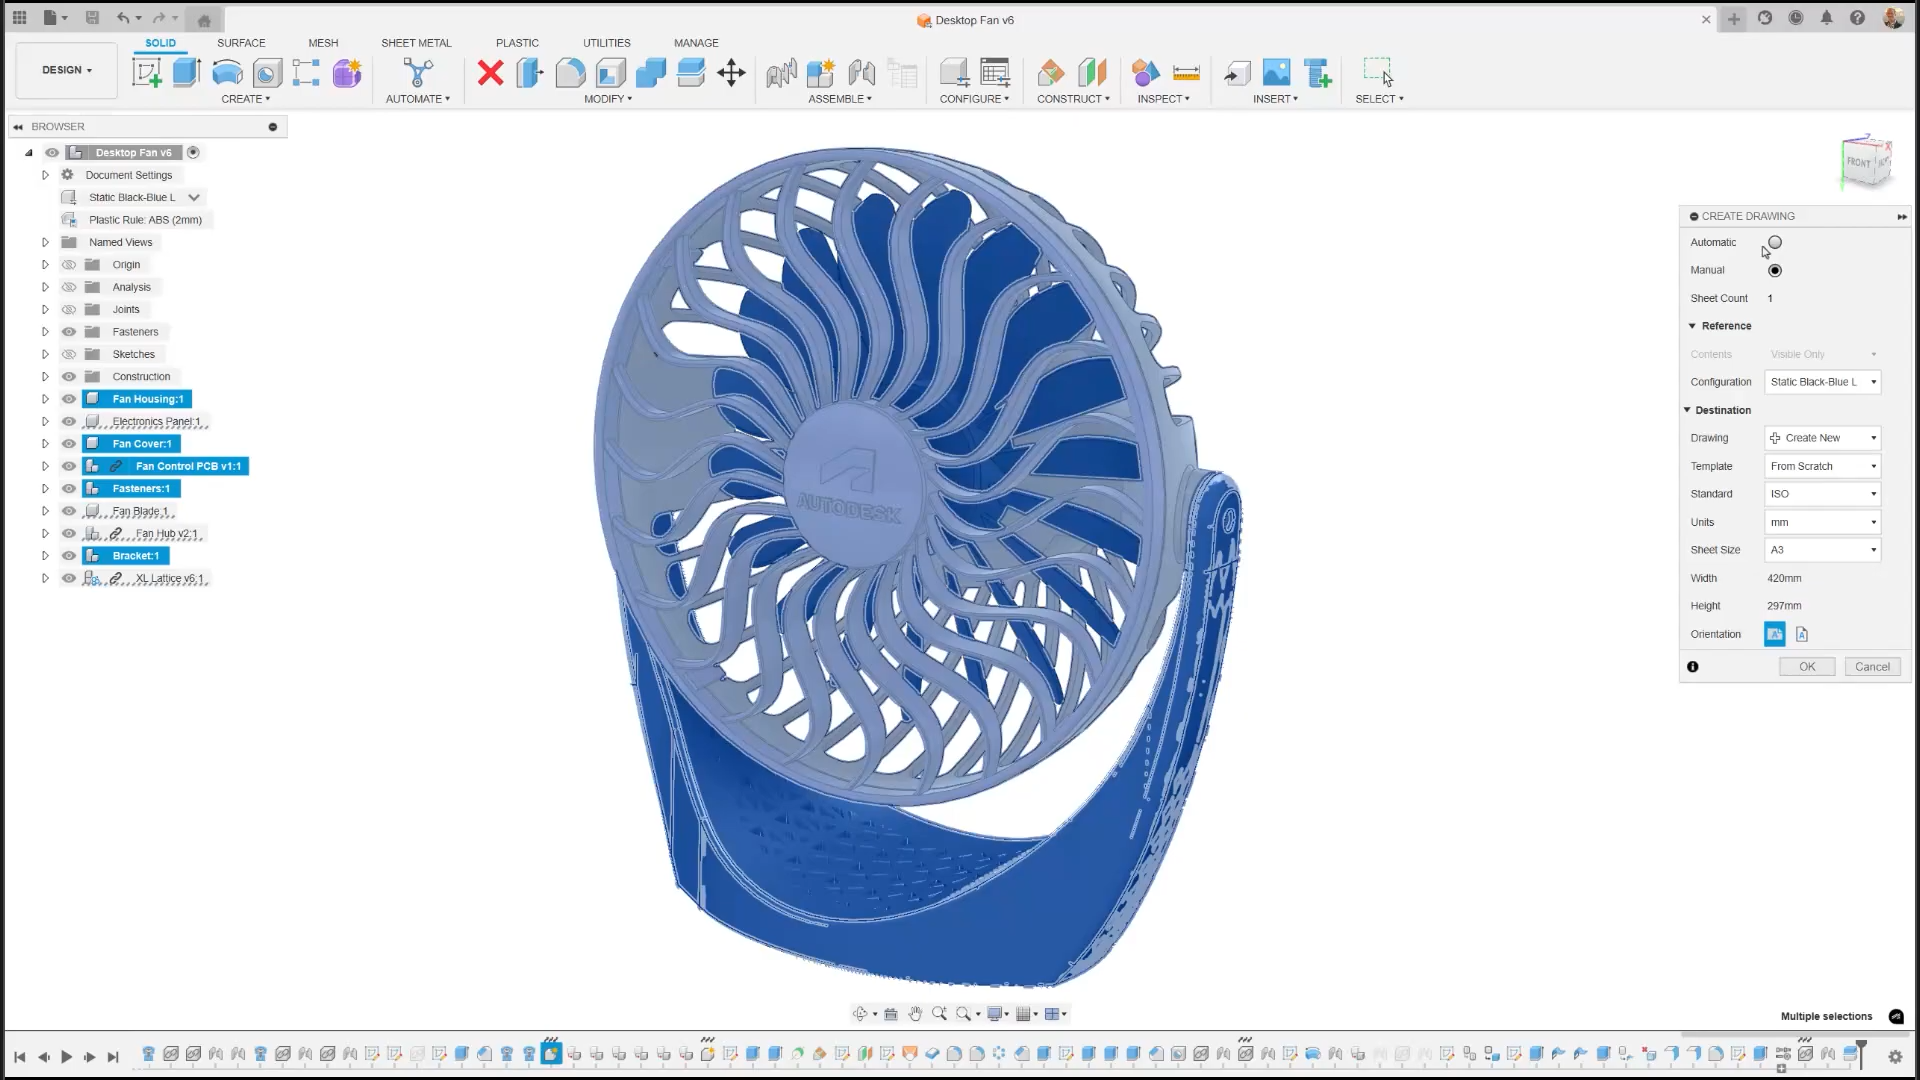 Desktop Fan v6
SOLID SURFACE MESH SHEET METAL PLASTIC UTILITIES MANAGE
DESIGN
CREATE AUTOMATE MODIFY ASSEMBLE CONFIGURE CONSTRUCT INSPECT INSERT SELECT
BROWSER
Desktop Fan v6
Document Settings
Static Black-Blue L
Plastic Rule: ABS (2mm)
Named Views
Origin
Analysis
Joints
Fasteners
Sketches
Construction
Fan Housing:1
Electronics Panel:1
Fan Cover:1
Fan Control PCB v1:1
Fasteners:1
Fan Blade:1
Fan Hub v2:1
Bracket:1
XL Lattice v6:1
AUTODESK
FRONT
CREATE DRAWING
Automatic
Manual
Sheet Count 1
Reference
Contents Visible Only
Configuration Static Black-Blue L
Destination
Drawing Create New
Template From Scratch
Standard ISO
Units mm
Sheet Size A3
Width 420mm
Height 297mm
Orientation
OK Cancel
Multiple selections